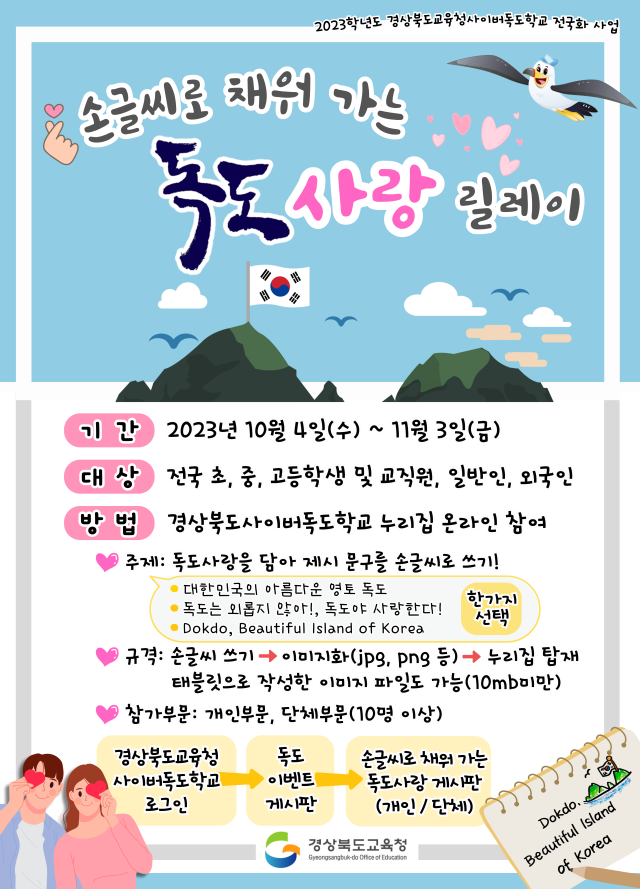 2023학년도 경상북도교육청사이버독도학교 전국화 사업
손글씨로 채워 가는
독도 사랑 릴레이
기 간 2023년 10월 4일(수) ~ 11월 3일(금)
대 상 전국 초, 중, 고등학생 및 교직원, 일반인, 외국인
방 법 경상북도사이버독도학교 누리집 온라인 참여
주제: 독도사랑을 담아 제시 문구를 손글씨로 쓰기!
대한민국의 아름다운 영토 독도
독도는 외롭지 않아!, 독도야 사랑한다!
Dokdo, Beautiful Island of Korea
한가지
선택
규격: 손글씨 쓰기 → 이미지화(jpg, png 등) → 누리집 탑재
태블릿으로 작성한 이미지 파일도 가능(10mb미만)
참가부문: 개인부문, 단체부문(10명 이상)
경상북도교육청
사이버독도학교
로그인
독도
이벤트
게시판
손글씨로 채워 가는
독도사랑 게시판
(개인 / 단체)
Dokdo.
Beautiful Island
of Korea
경상북도교육청
Gyeongsangbuk-do Office of Education